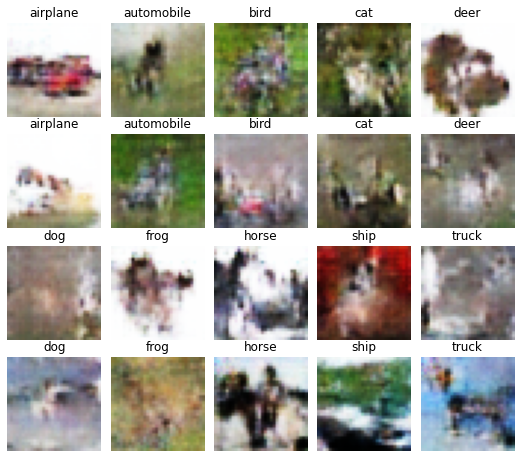 airplane automobile bird cat deer
airplane automobile bird cat deer
dog frog horse ship truck
dog frog horse ship truck